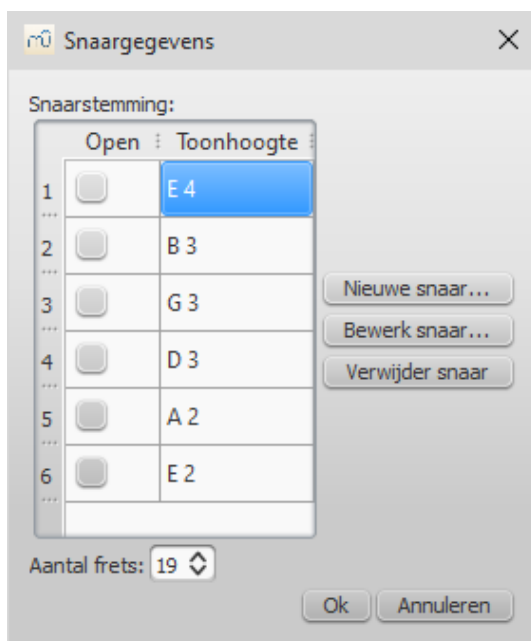 Snaargegevens
Snaarstemming:
Open Toonhoogte
1 E 4
2 B 3
3 G 3
4 D 3
5 A 2
6 E 2
Nieuwe snaar...
Bewerk snaar...
Verwijder snaar
Aantal frets: 19
Ok Annuleren